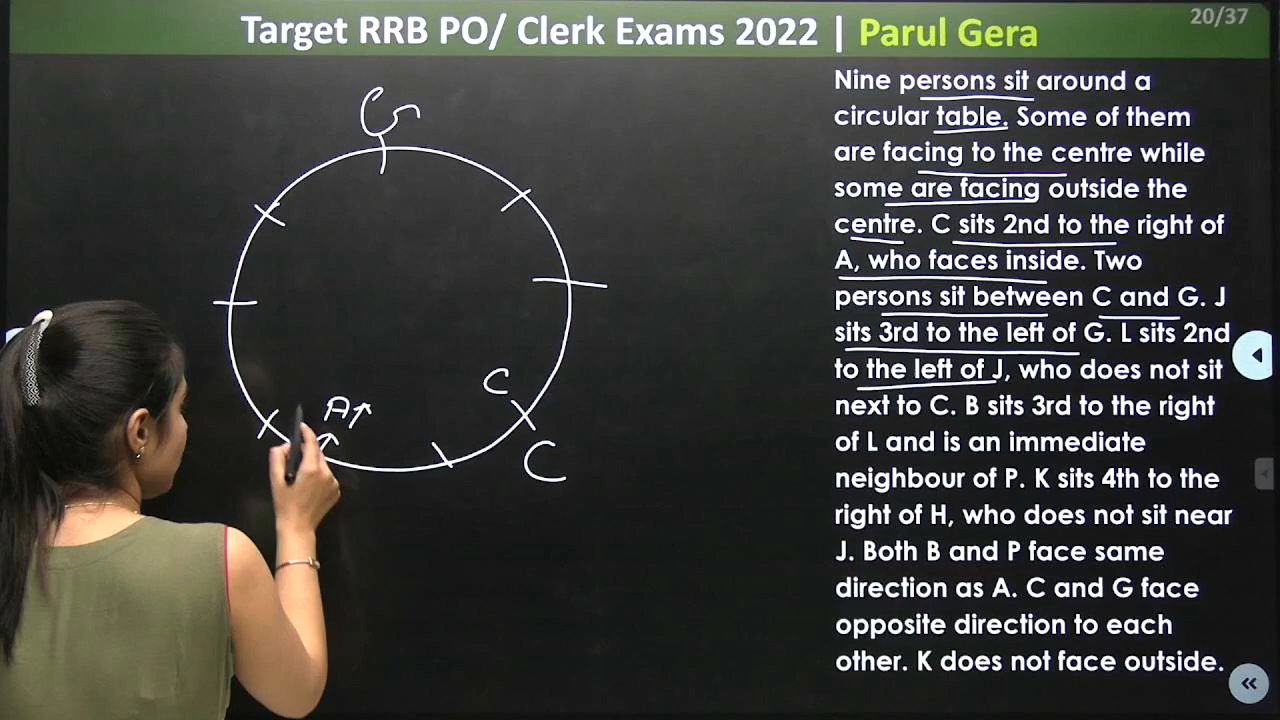 20/37
Target RRB PO/ Clerk Exams 2022 | Parul Gera
G
C
A↑
C
Nine persons sit around a
circular table. Some of them
are facing to the centre while
some are facing outside the
centre. C sits 2nd to the right of
A, who faces inside. Two
persons sit between C and G. J
sits 3rd to the left of G. L sits 2nd
to the left of J, who does not sit
next to C. B sits 3rd to the right
of L and is an immediate
neighbour of P. K sits 4th to the
right of H, who does not sit near
J. Both B and P face same
direction as A. C and G face
opposite direction to each
other. K does not face outside.